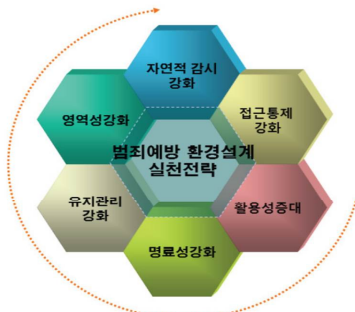 자연적 감시
강화
접근통제
강화
활용성증대
명료성강화
유지관리
강화
영역성강화
범죄예방 환경설계
실천전략